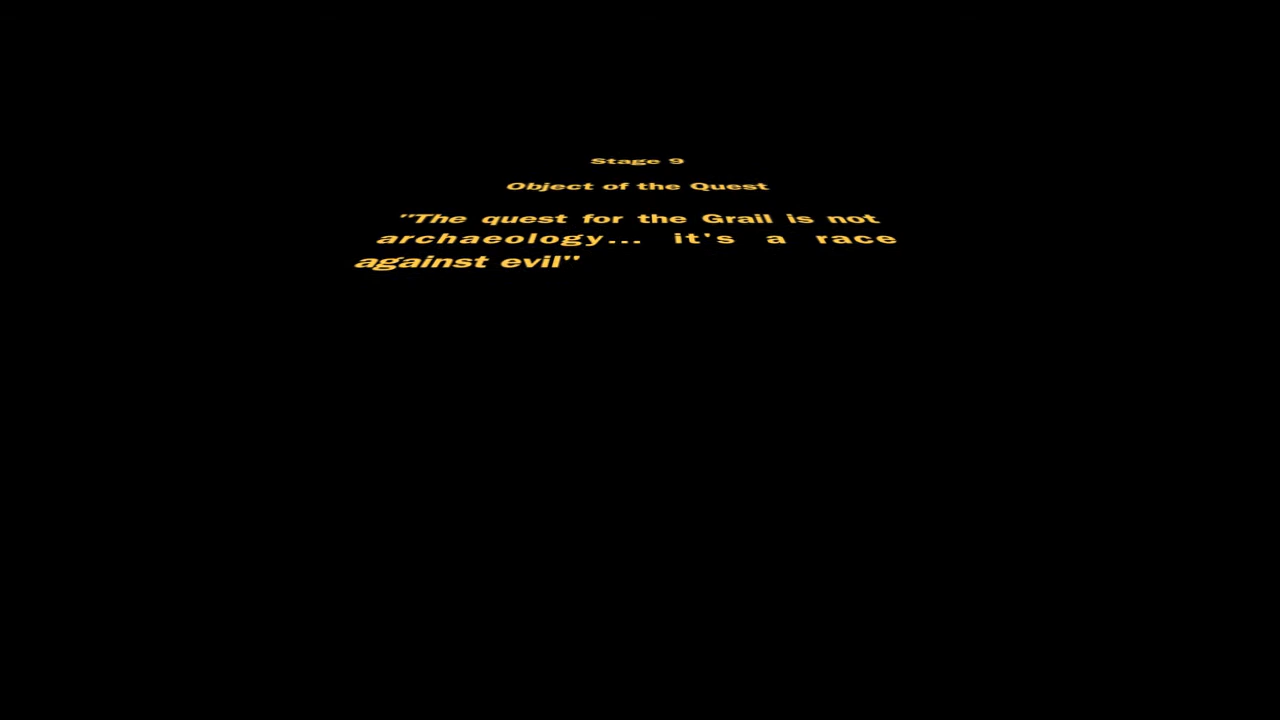 Stage 9
Object of the Quest
"The quest for the Grail is not
archaeology... it's a race
against evil"